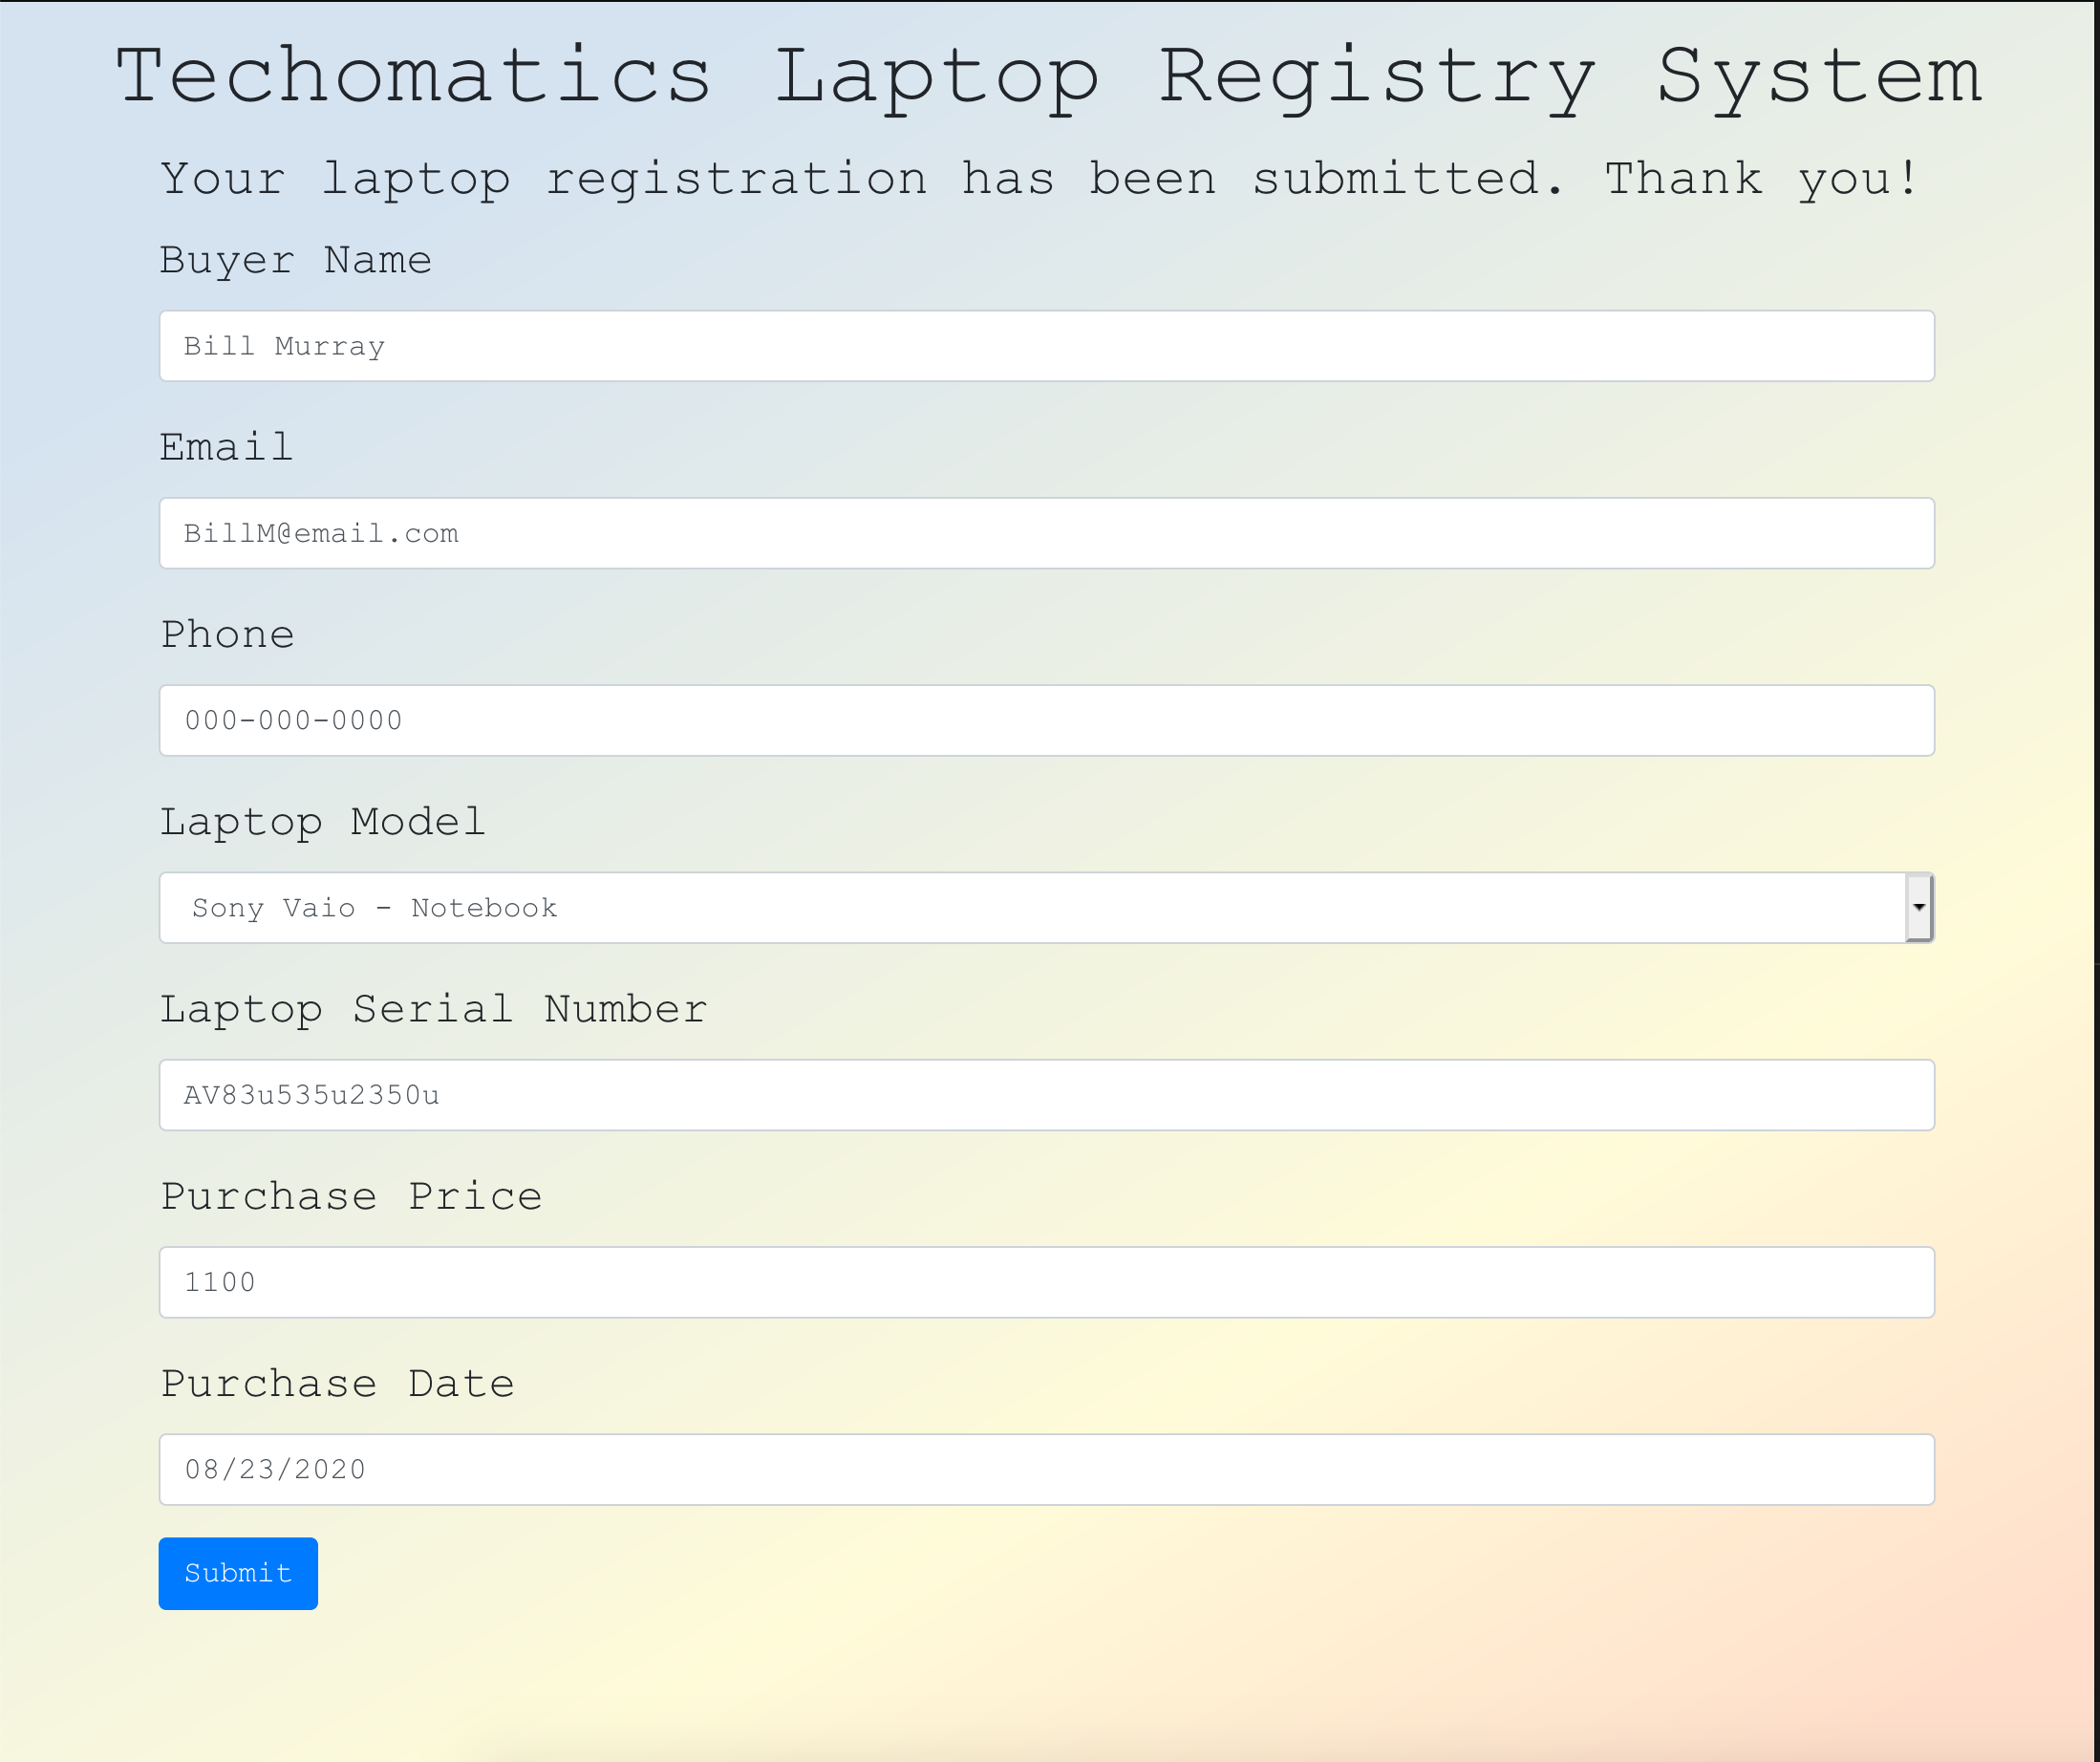 Techomatics Laptop Registry System
Your laptop registration has been submitted. Thank you!
Buyer Name
Bill Murray
Email
BillM@email.com
Phone
000-000-0000
Laptop Model
Sony Vaio - Notebook
Laptop Serial Number
AV83u535u2350u
Purchase Price
1100
Purchase Date
08/23/2020
Submit